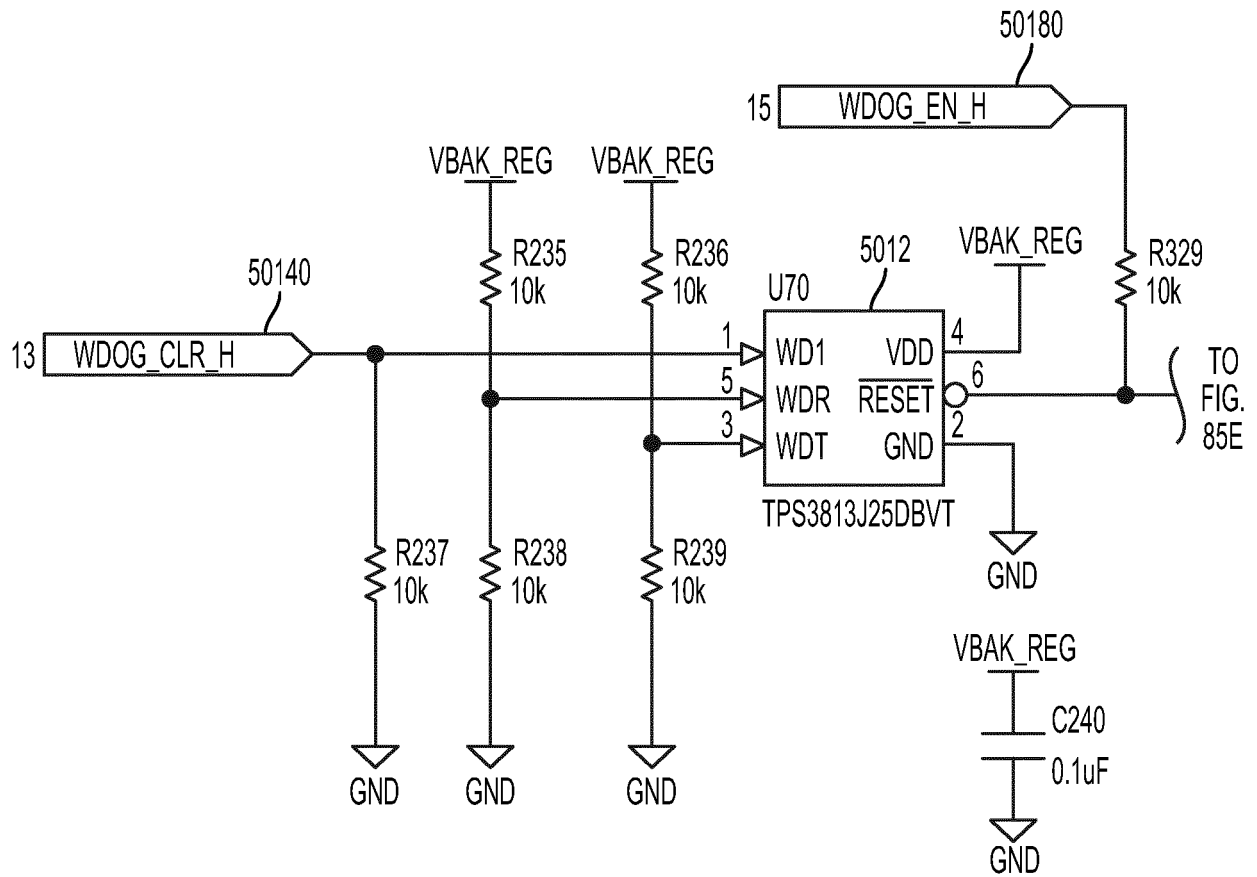 50180
15 WDOG_EN_H
VBAK_REG VBAK_REG
R235
10k
R236
10k
5012
VBAK_REG
R329
10k
50140
U70
13 WDOG_CLR_H
1 WD1 VDD 4
5 WDR RESET 6
3 WDT GND 2
TO
FIG.
85E
TPS3813J25DBVT
R237
10k
R238
10k
R239
10k
GND
VBAK_REG
C240
0.1uF
GND GND GND
GND